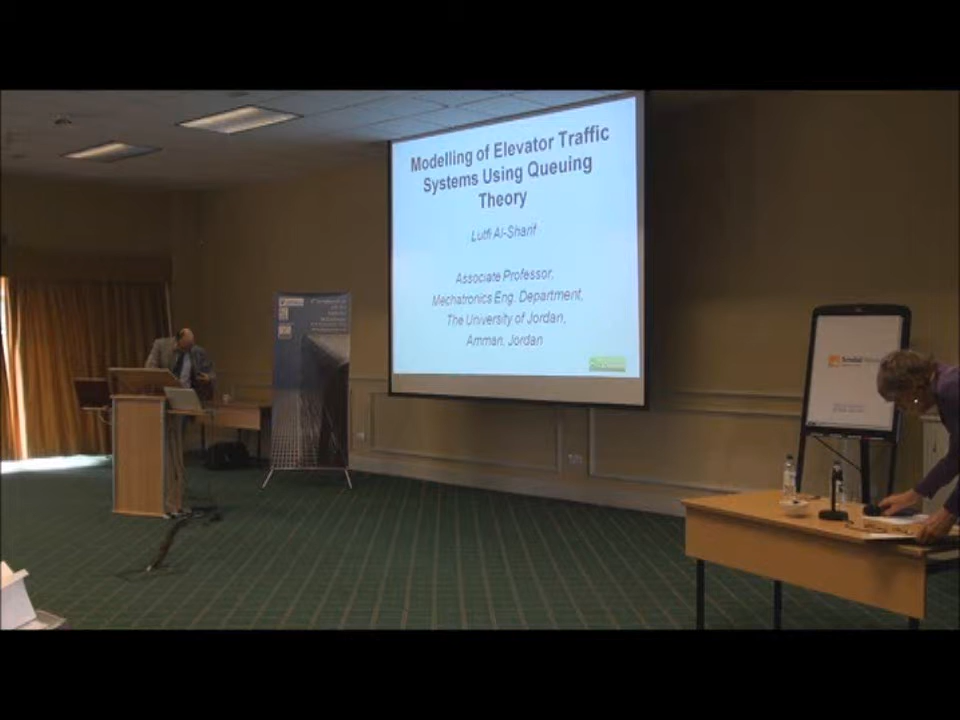 Modelling of Elevator Traffic
Systems Using Queuing
Theory
Lutfi Al-Sharif
Associate Professor,
Mechatronics Eng. Department,
The University of Jordan,
Amman, Jordan